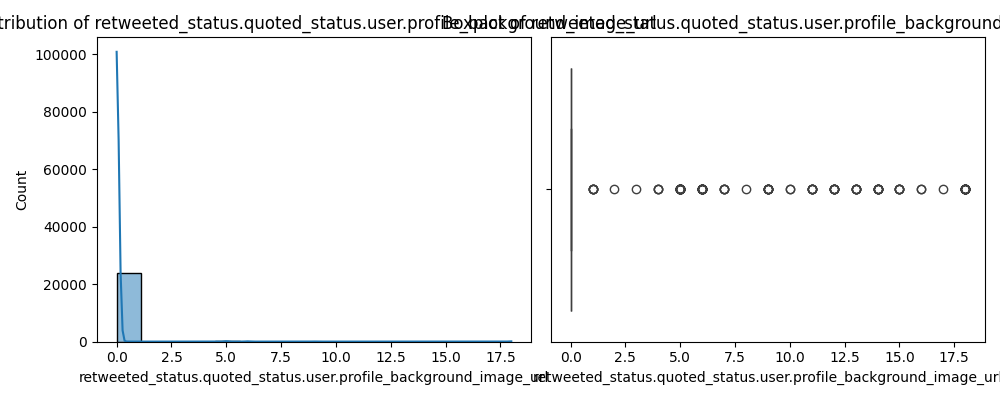 tribution of retweeted_status.quoted_status.user.profile_background_image_url
Boxplot of retweeted_status.quoted_status.user.profile_background
100000
80000
60000
40000
20000
0
Count
0.0 2.5 5.0 7.5 10.0 12.5 15.0 17.5
retweeted_status.quoted_status.user.profile_background_image_url
0.0 2.5 5.0 7.5 10.0 12.5 15.0 17.5
retweeted_status.quoted_status.user.profile_background_image_url